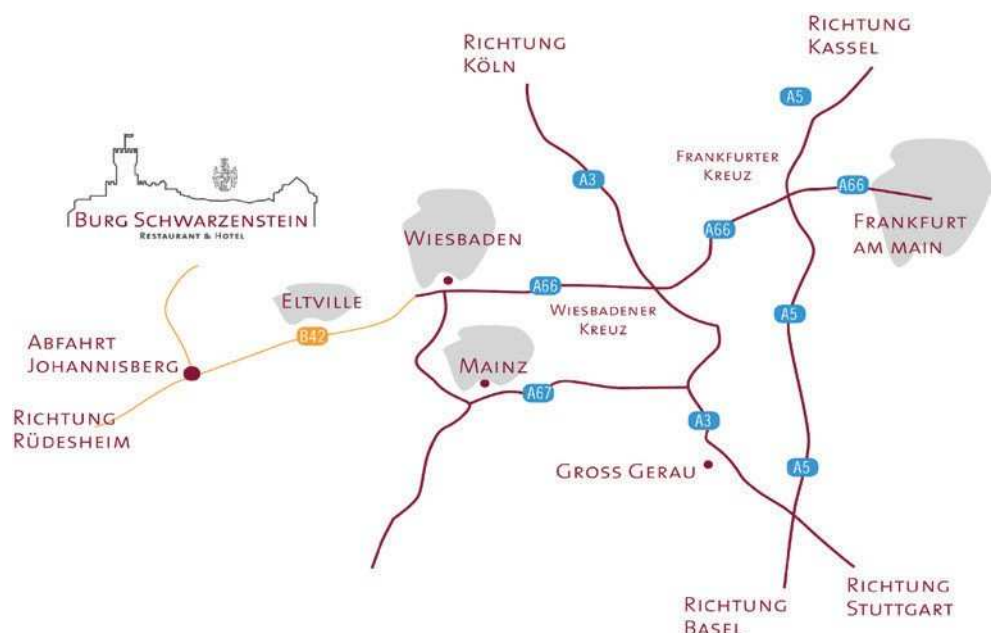 RICHTUNG
KÖLN
RICHTUNG
KASSEL
A5
FRANKFURTER
KREUZ
A3
A66
BURG SCHWARZENSTEIN
RESTAURANT & HOTEL
FRANKFURT
AM MAIN
A66
WIESBADEN
A66
ELTVILLE
WIESBADENER
KREUZ
A5
B42
ABFAHRT
JOHANNISBERG
MAINZ
A67
RICHTUNG
RÜDESHEIM
A3
GROSS GERAU
A5
RICHTUNG
STUTTGART
RICHTUNG
BASEL